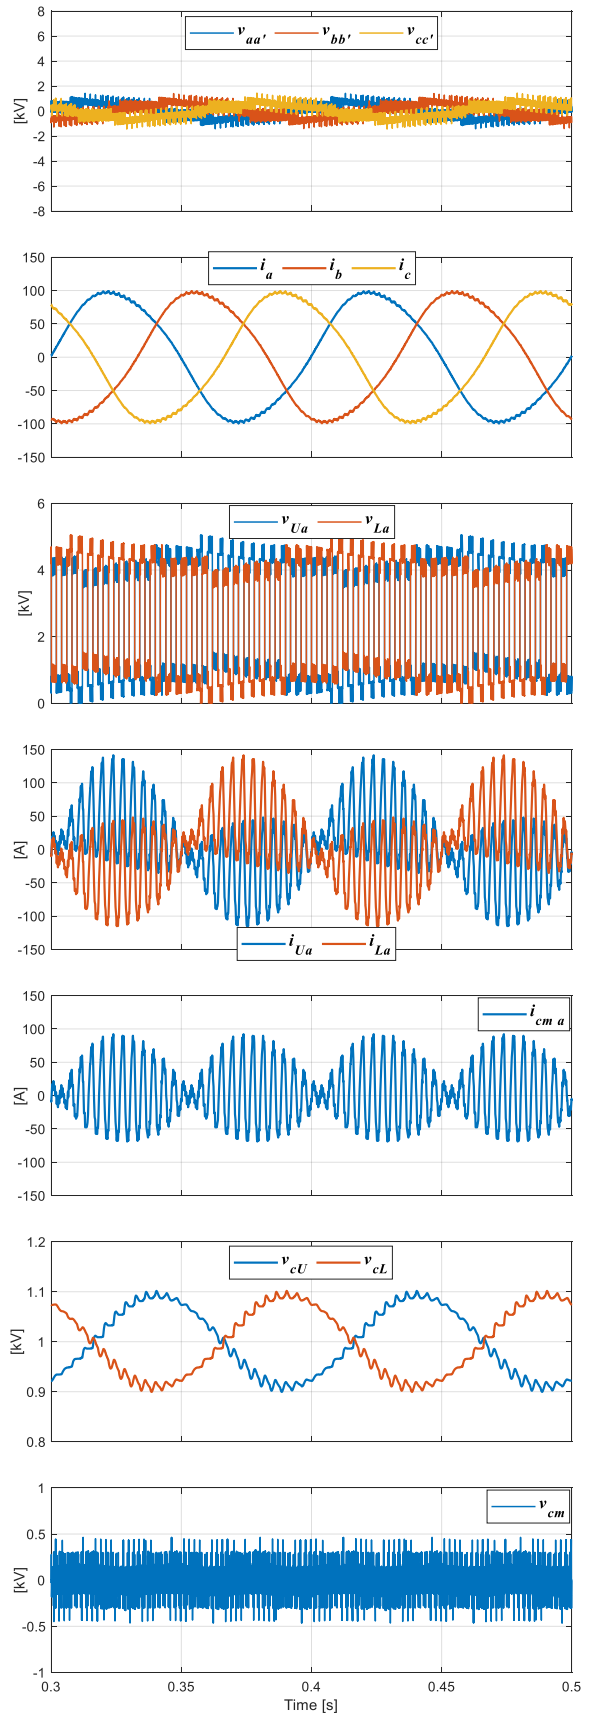 8
v_aa' v_bb' v_cc'
6
4
2
[kV]
0
-2
-4
-6
-8
150
i_a i_b i_c
100
50
0
-50
-100
-150
6
v_Ua v_La
4
[kV]
2
0
150
100
50
[A]
0
-50
-100
i_Ua i_La
-150
150
i_cm a
100
50
[A]
0
-50
-100
-150
1.2
v_cU v_cL
1.1
[kV]
1
0.9
0.8
1
v_cm
0.5
[kV]
0
-0.5
-1
0.3 0.35 0.4 0.45 0.5
Time [s]